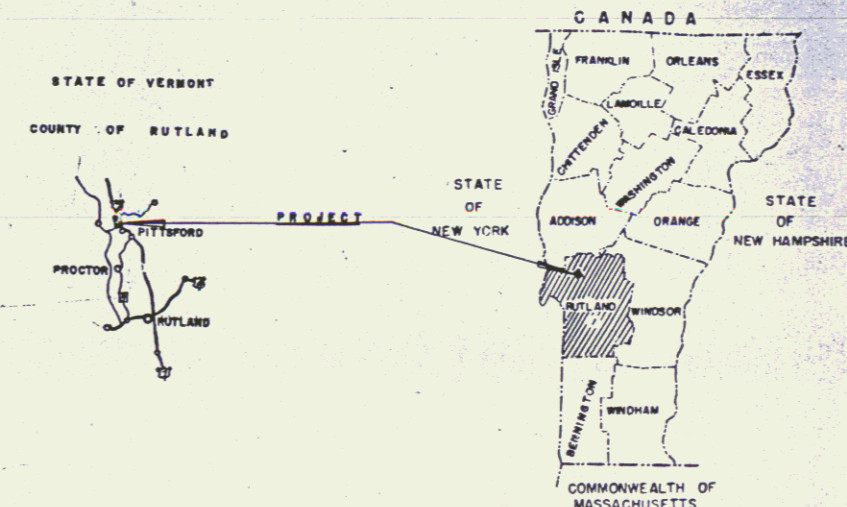 CANADA
STATE OF VERMONT
COUNTY OF RUTLAND
PITTSFORD
PROCTOR
RUTLAND
PROJECT
GRAND ISLE
FRANKLIN
ORLEANS
ESSEX
LAMOILLE
CHITTENDEN
CALEDONIA
WASHINGTON
STATE
OF
NEW YORK
ADDISON
ORANGE
STATE
OF
NEW HAMPSHIRE
RUTLAND
WINDSOR
BENNINGTON
WINDHAM
COMMONWEALTH OF
MASSACHUSETTS